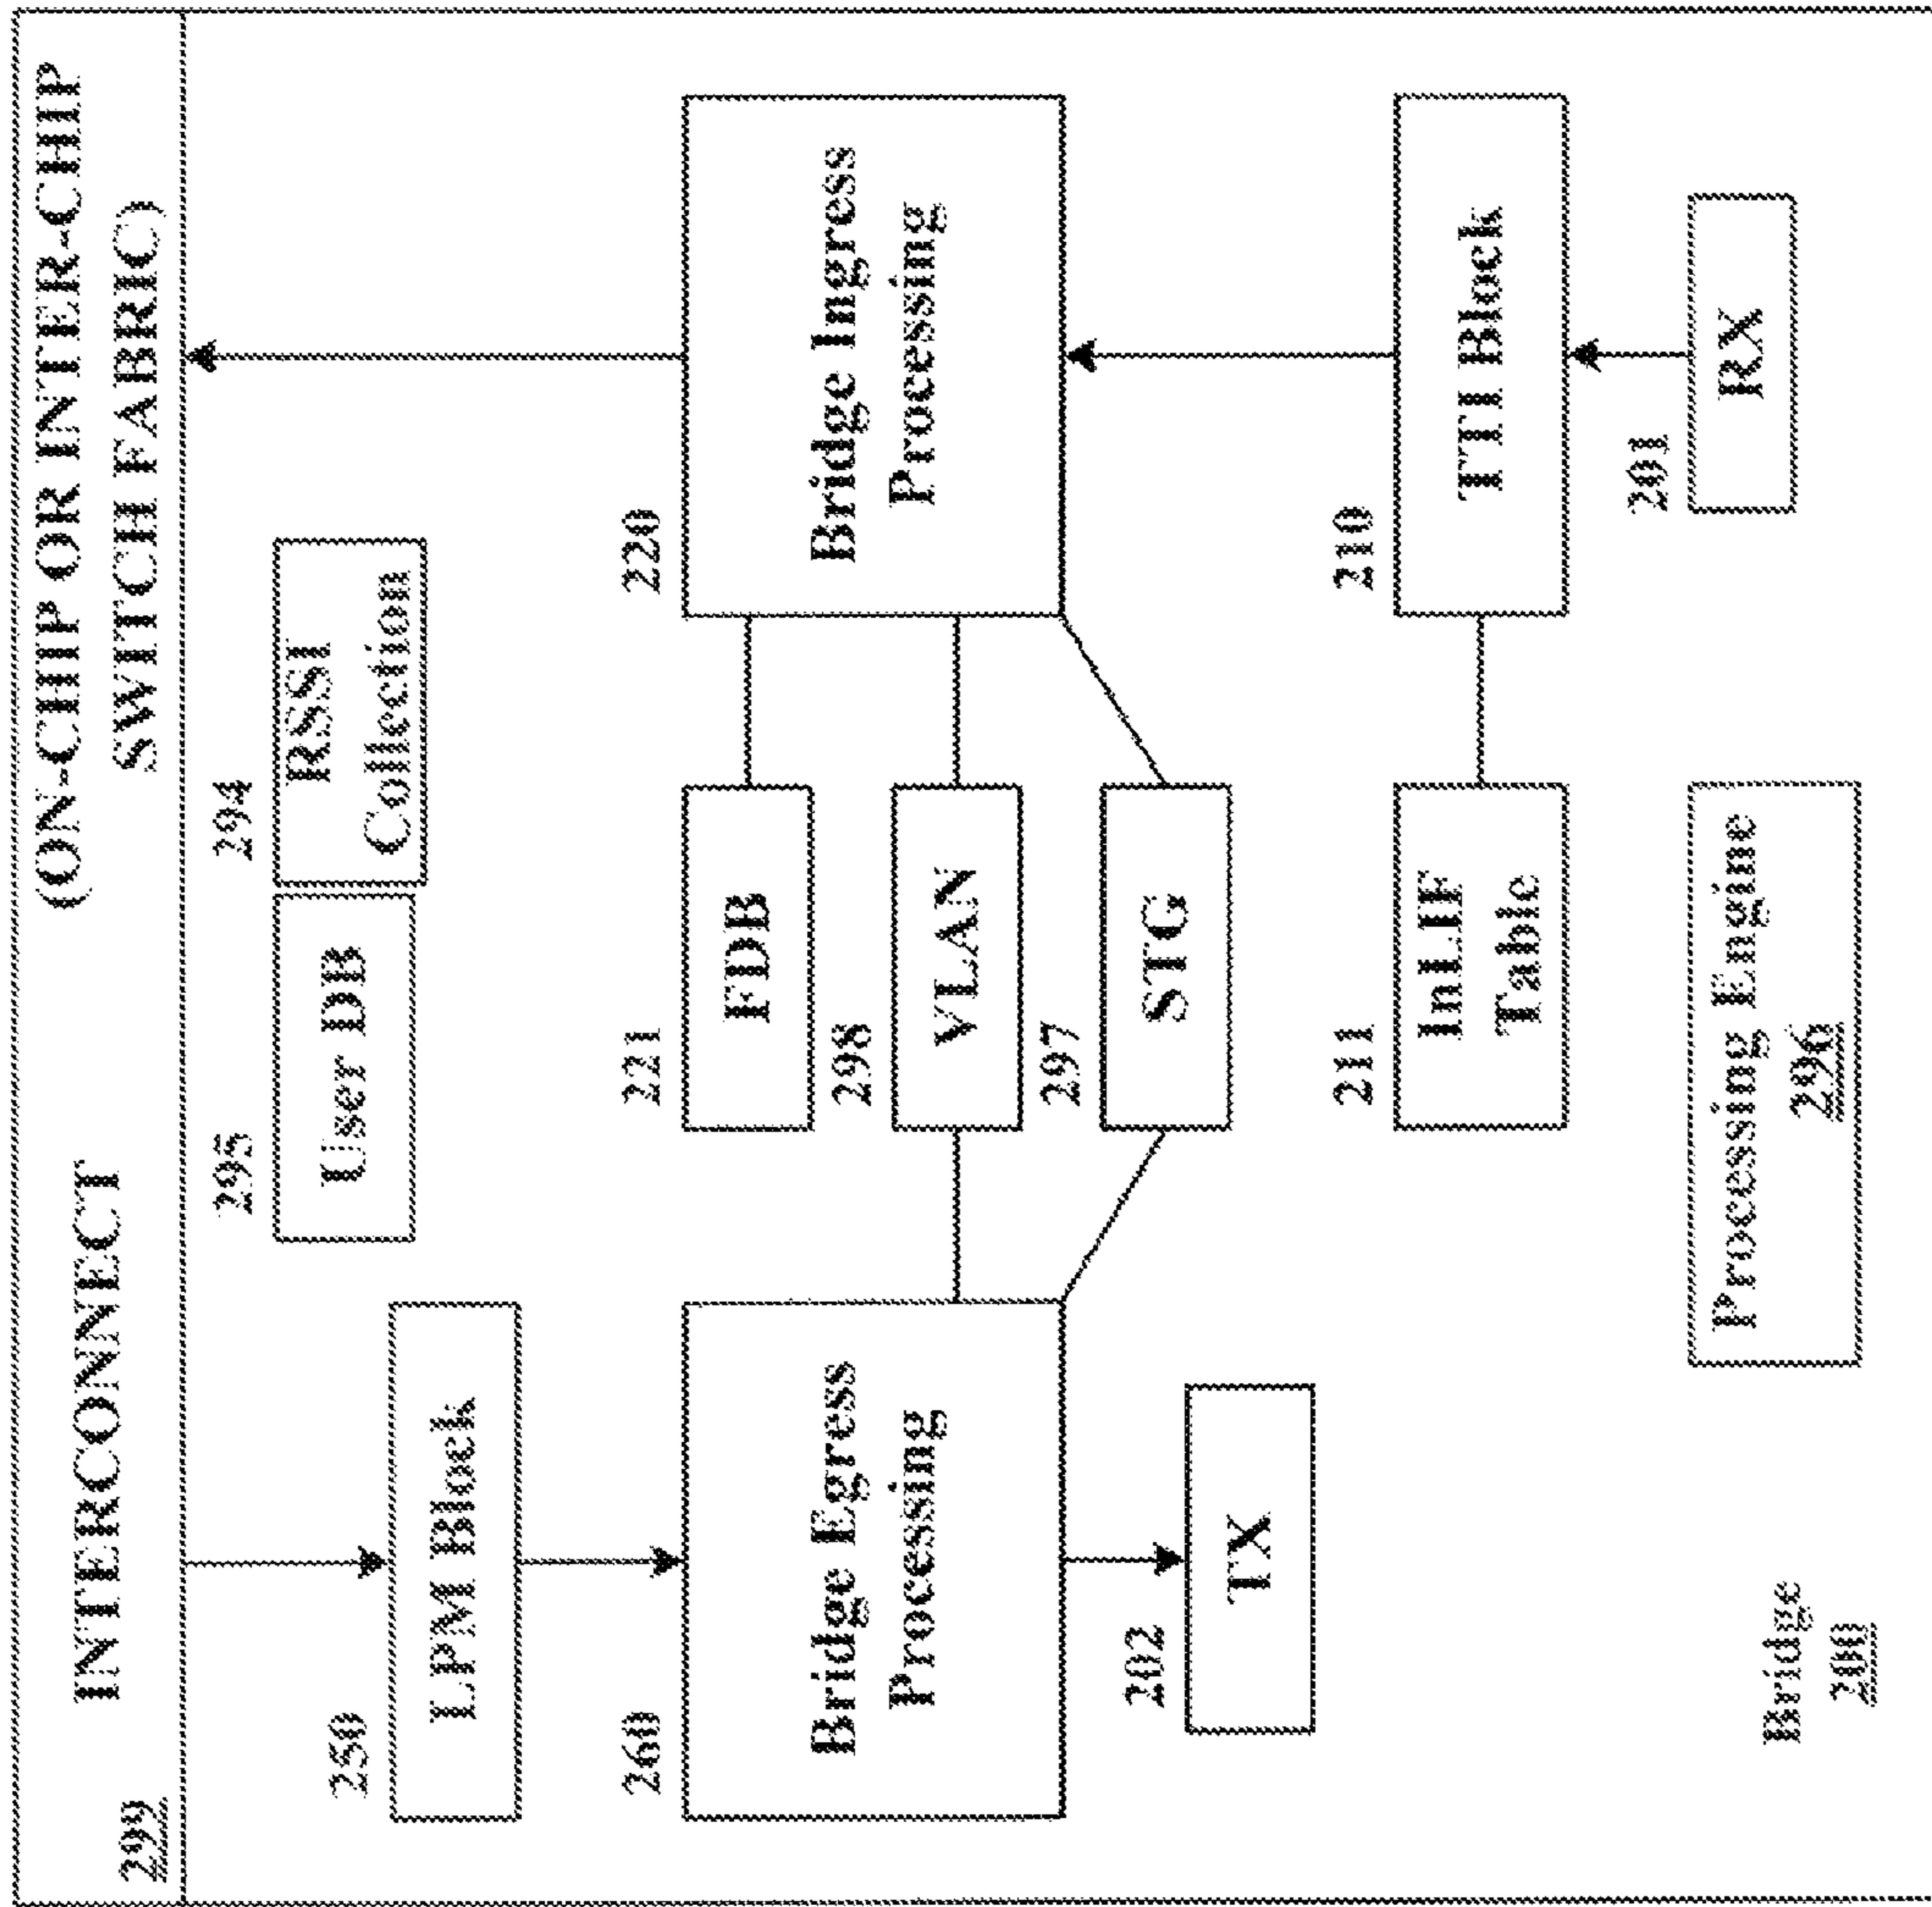 INTERCONNECT
(ON-CHIP OR INTER-CHIP
SWITCH FABRIC)
299
295
User DB
294
RSSI
Collection
250
LPM Block
260
Bridge Egress
Processing
221
FDB
298
VLAN
297
STG
220
Bridge Ingress
Processing
202
TX
211
InLIF
Table
210
TTI Block
201
RX
Processing Engine
296
Bridge
200